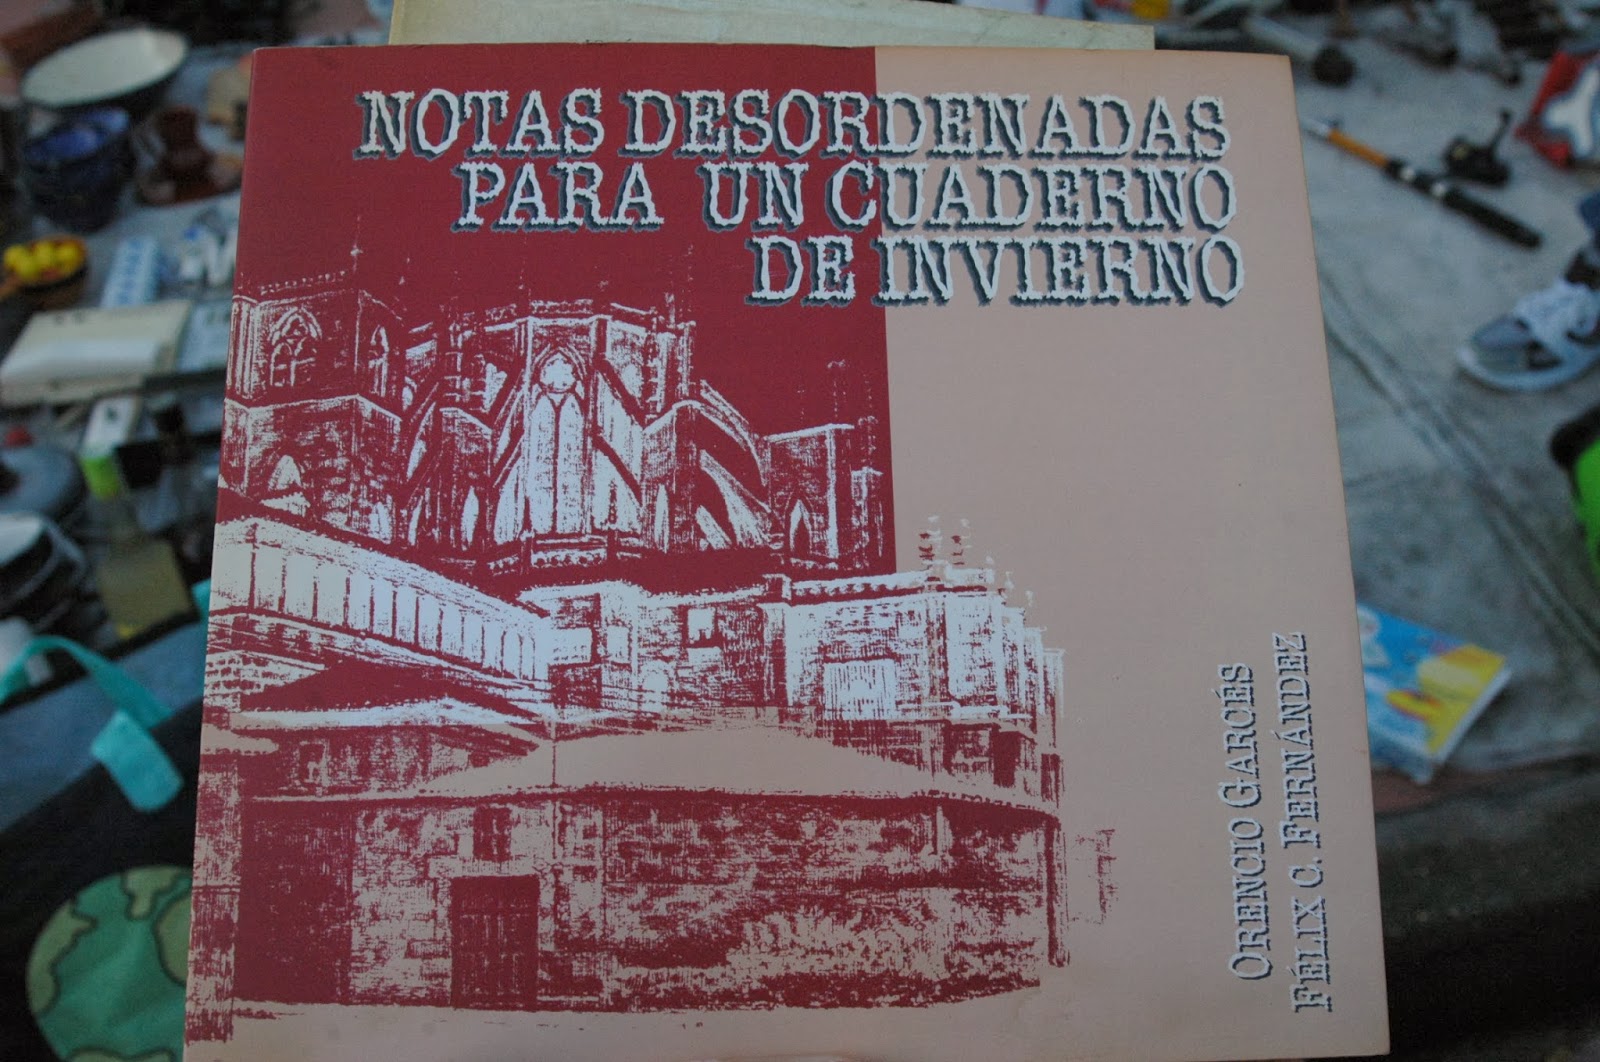 NOTAS DESORDENADAS
PARA UN CUADERNO
DE INVIERNO
ORENCIO GARCÉS
FÉLIX C. FERNÁNDEZ